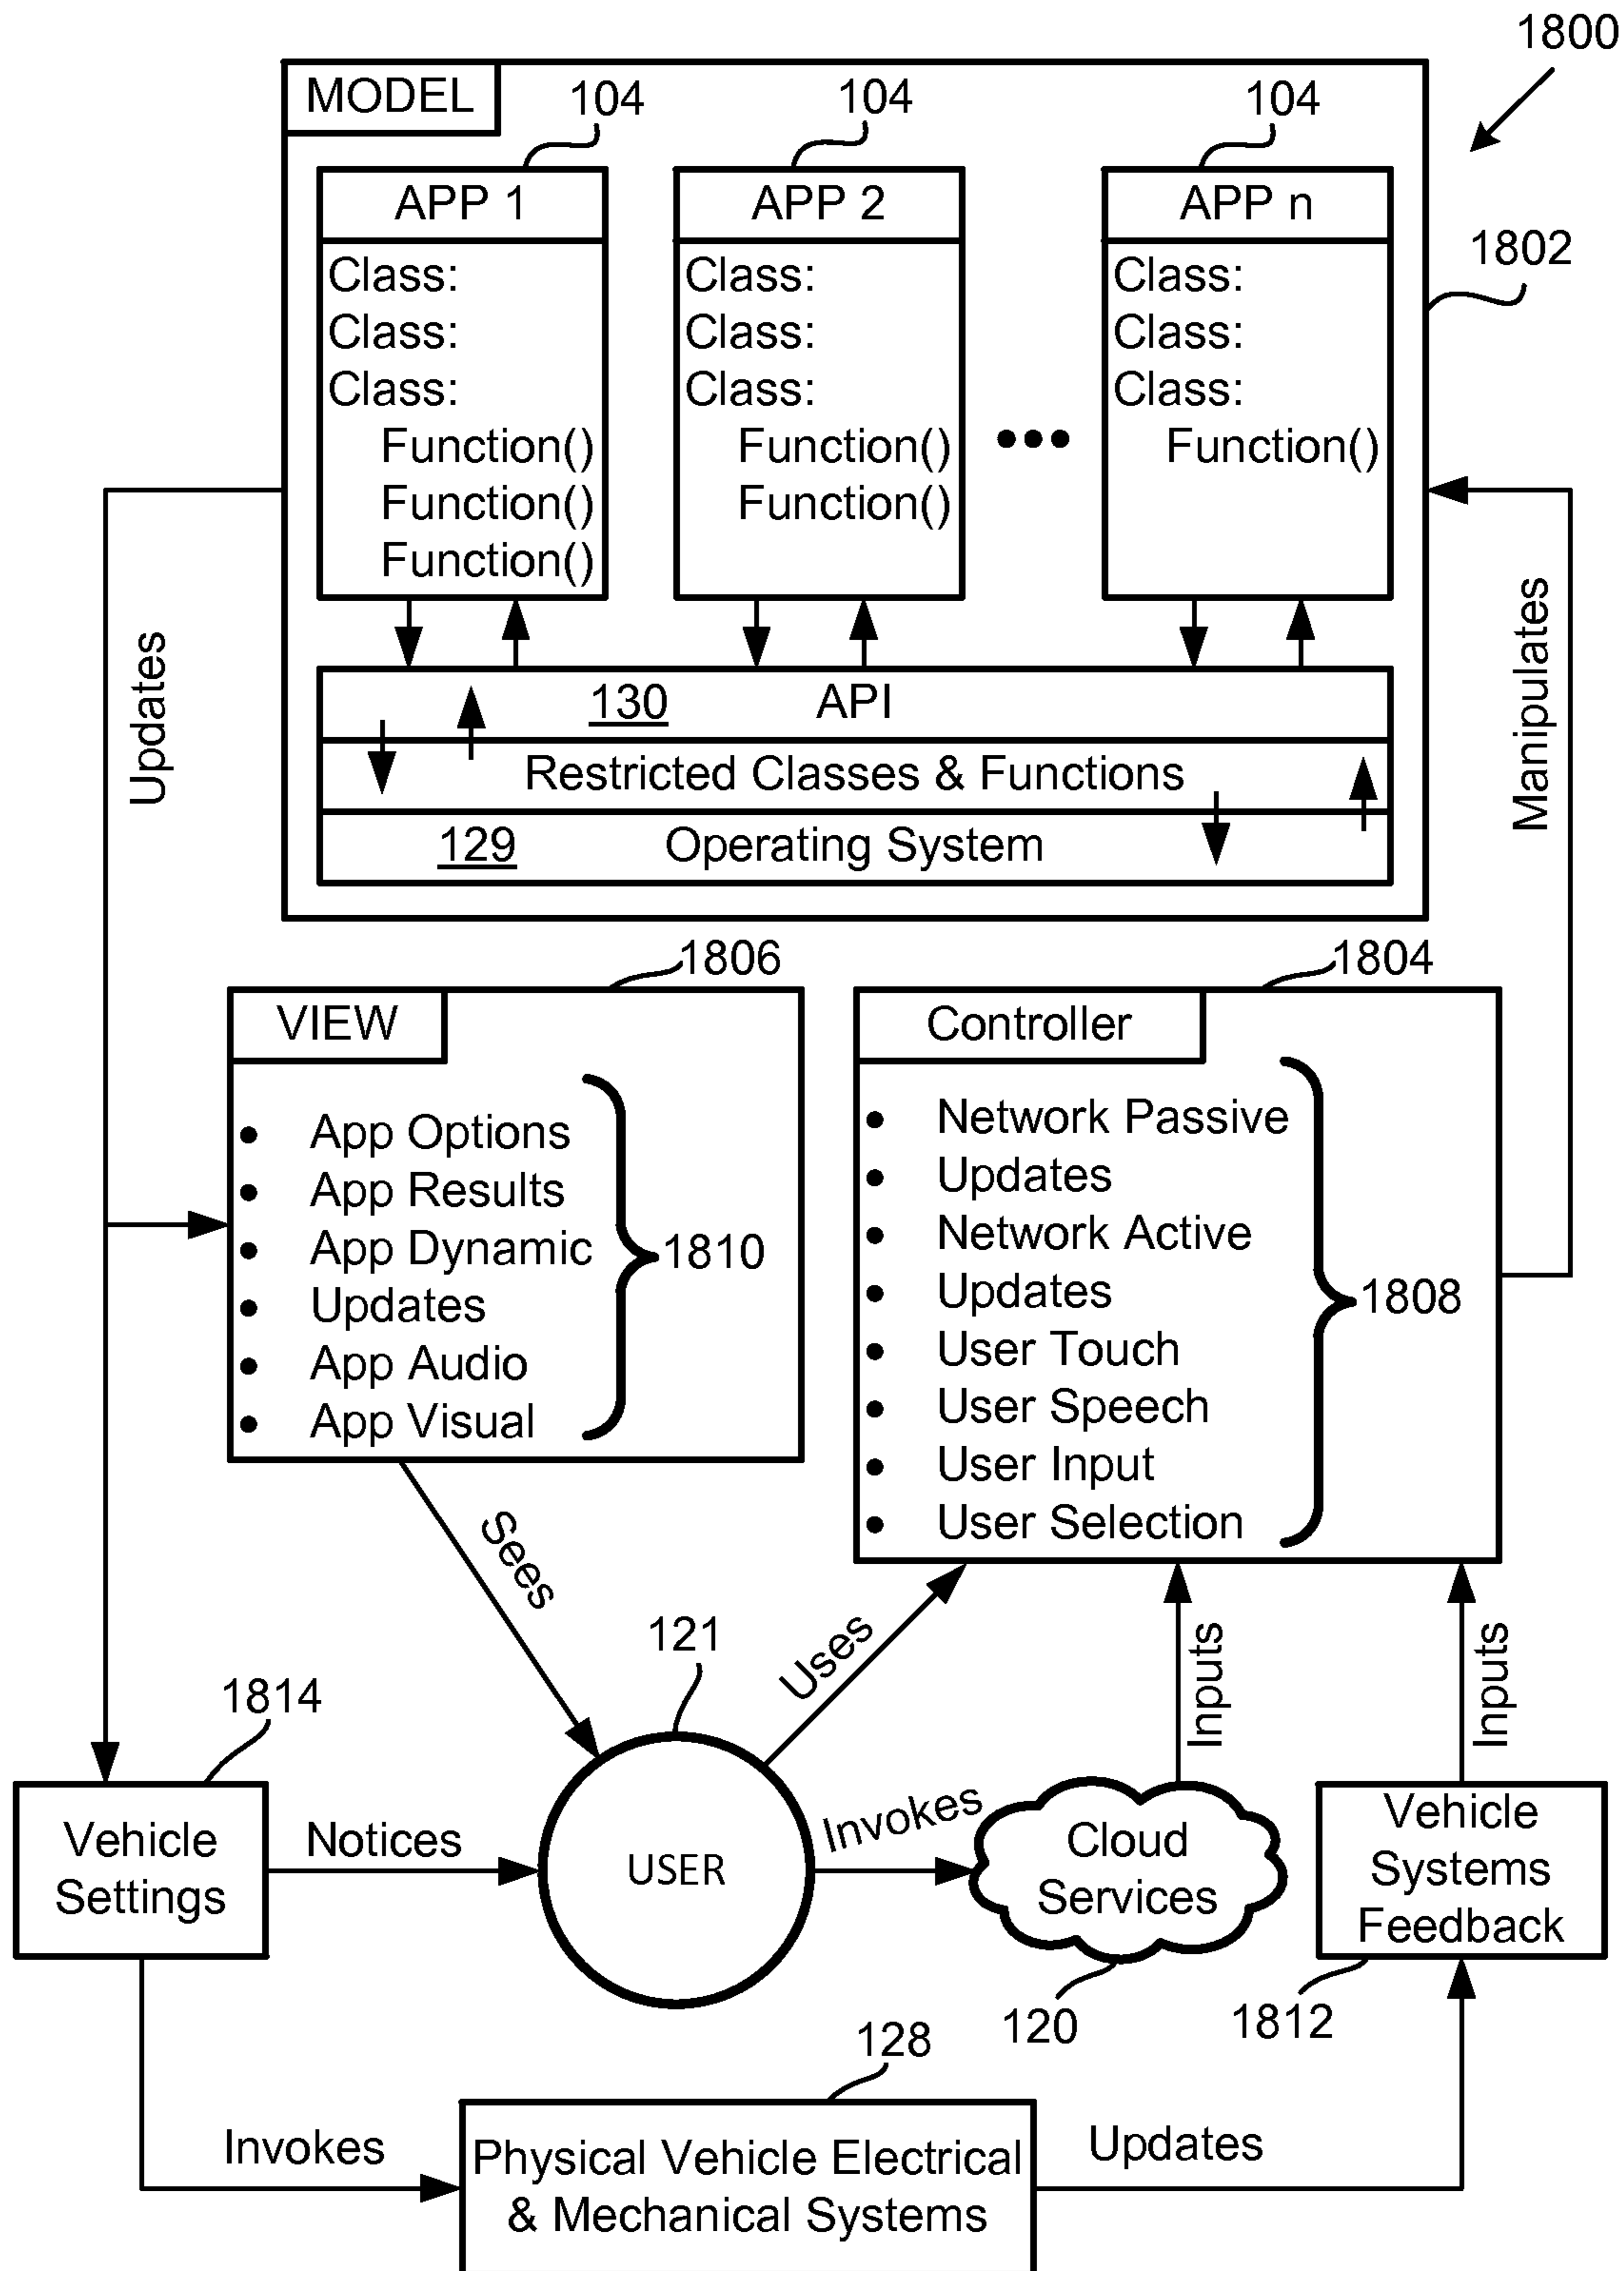 1800
MODEL
104
104
104
APP 1
Class:
Class:
Class:
Function()
Function()
Function()
APP 2
Class:
Class:
Class:
Function()
Function()
•••
APP n
Class:
Class:
Class:
Function()
1802
130 API
Restricted Classes & Functions
129 Operating System
Updates
Manipulates
1806
VIEW
• App Options
• App Results
• App Dynamic
• Updates
• App Audio
• App Visual
1810
1804
Controller
• Network Passive
• Updates
• Network Active
• Updates
• User Touch
• User Speech
• User Input
• User Selection
1808
Sees
Uses
Inputs
Inputs
121
1814
Vehicle
Settings
Notices
USER
Invokes
Cloud
Services
Vehicle
Systems
Feedback
120
1812
128
Invokes
Physical Vehicle Electrical
& Mechanical Systems
Updates